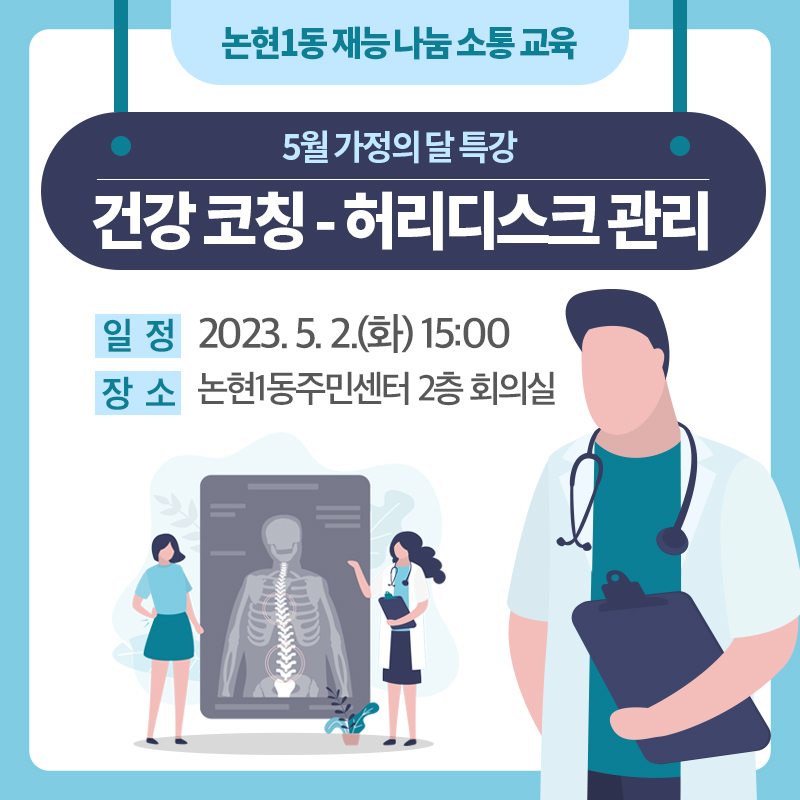 논현1동 재능 나눔 소통 교육
5월 가정의 달 특강
건강 코칭 - 허리디스크 관리
일 정 2023. 5. 2.(화) 15:00
장 소 논현1동주민센터 2층 회의실